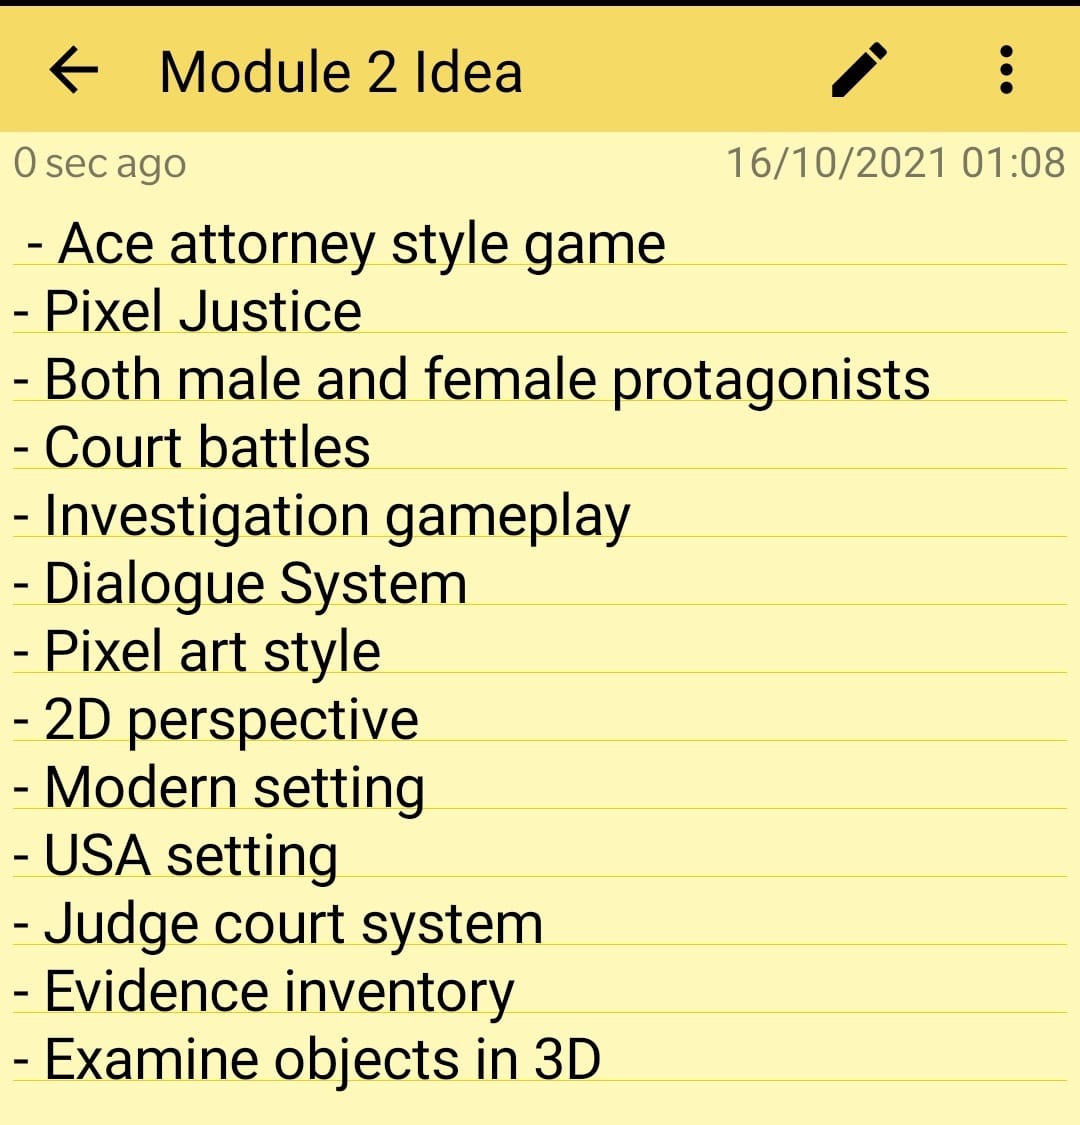 Module 2 Idea
0 sec ago 16/10/2021 01:08
- Ace attorney style game
- Pixel Justice
- Both male and female protagonists
- Court battles
- Investigation gameplay
- Dialogue System
- Pixel art style
- 2D perspective
- Modern setting
- USA setting
- Judge court system
- Evidence inventory
- Examine objects in 3D